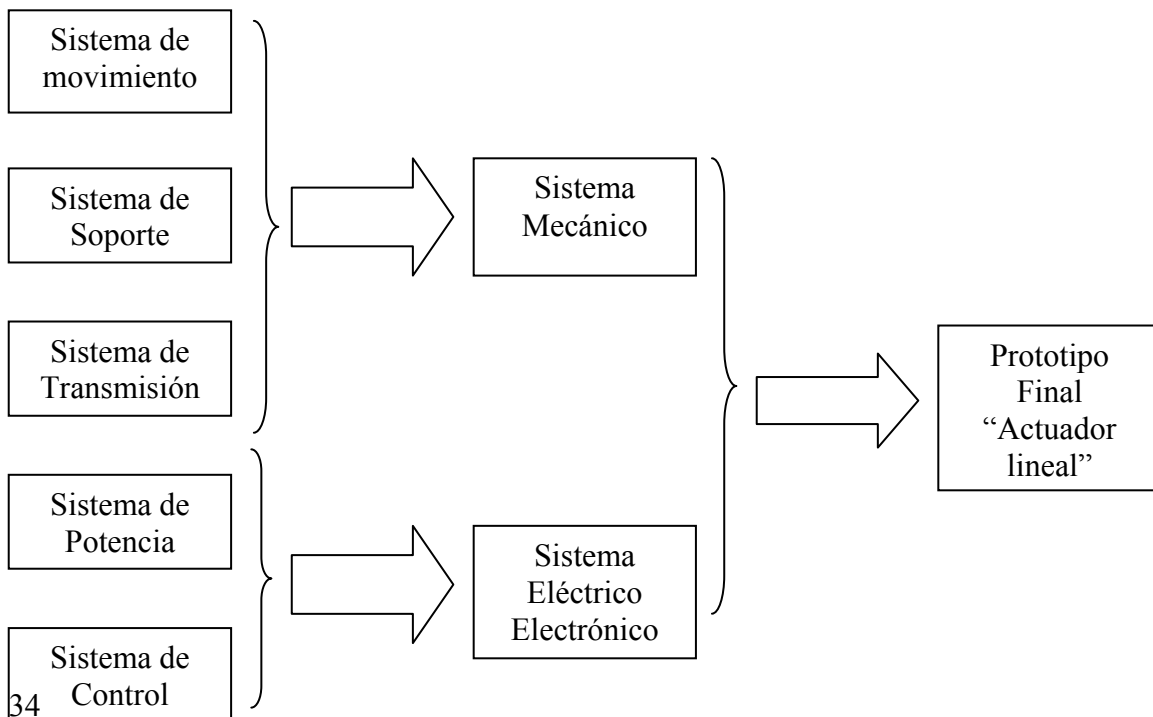 Sistema de
movimiento
Sistema de
Soporte
Sistema de
Transmisión
Sistema de
Potencia
Sistema de
Control
Sistema
Mecánico
Sistema
Eléctrico
Electrónico
Prototipo
Final
“Actuador
lineal”
34